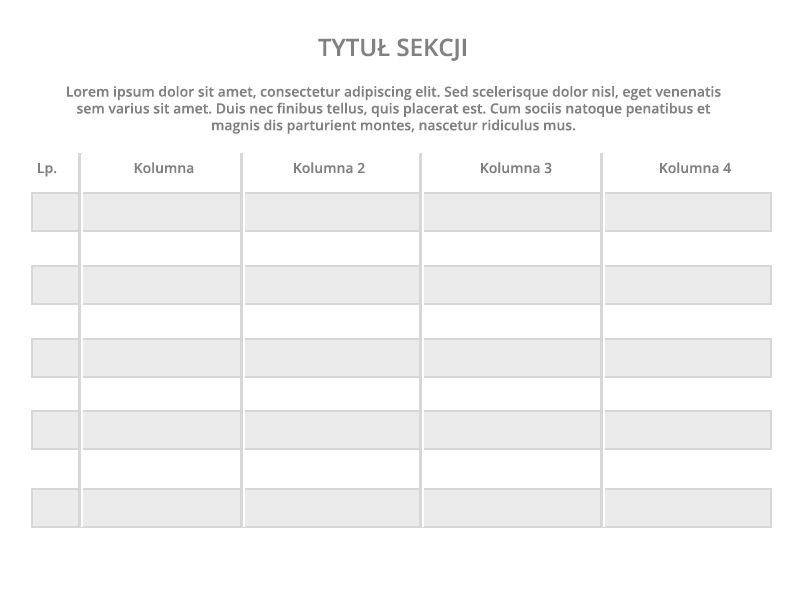 TYTUŁ SEKCJI
Lorem ipsum dolor sit amet, consectetur adipiscing elit. Sed scelerisque dolor nisl, eget venenatis
sem varius sit amet. Duis nec finibus tellus, quis placerat est. Cum sociis natoque penatibus et
magnis dis parturient montes, nascetur ridiculus mus.
Lp. Kolumna Kolumna 2 Kolumna 3 Kolumna 4